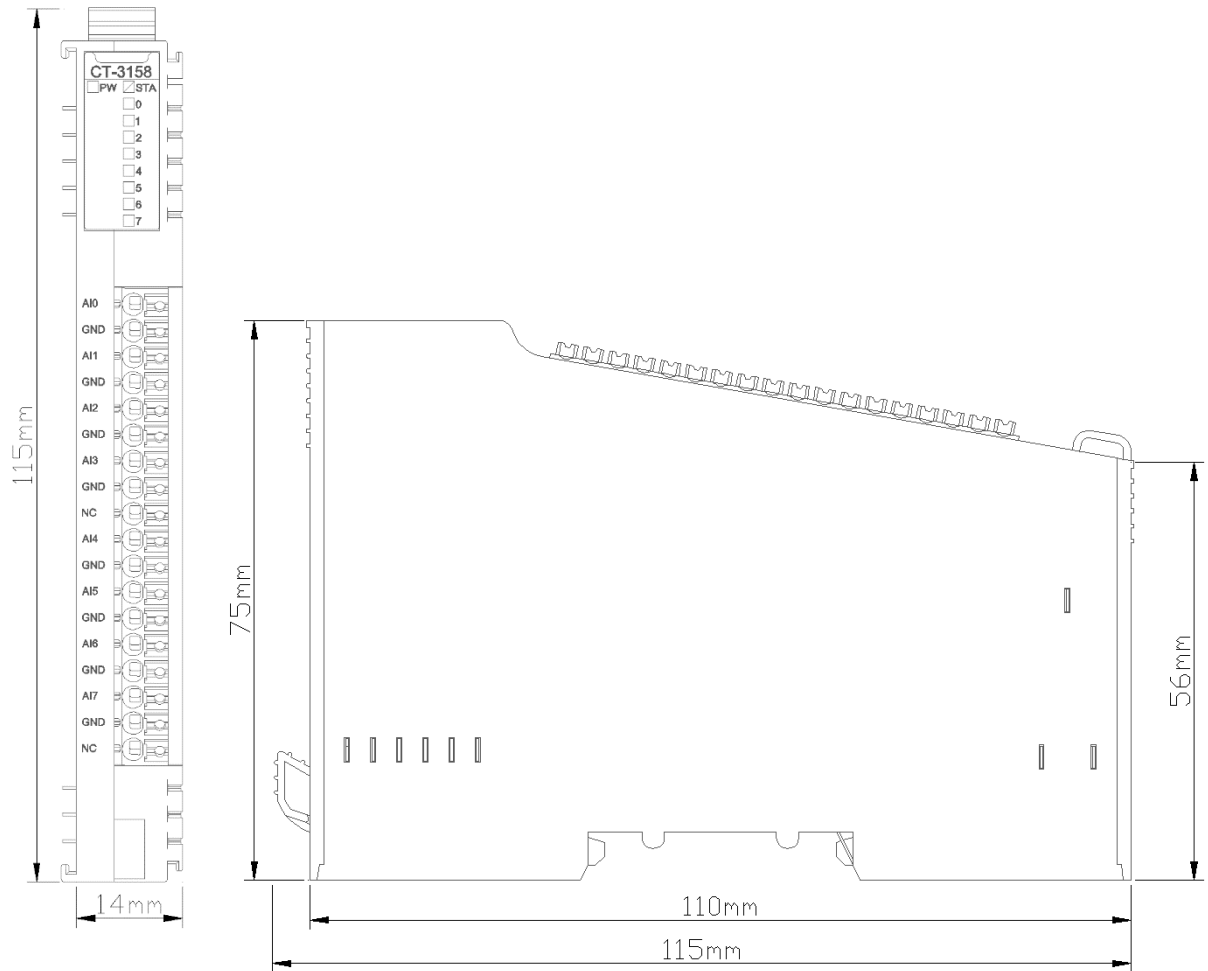 CT-3158
PW STA
0
1
2
3
4
5
6
7
AI0
GND
AI1
GND
AI2
GND
AI3
GND
NC
AI4
GND
AI5
GND
AI6
GND
AI7
GND
NC
115mm
14mm
75mm
56mm
110mm
115mm